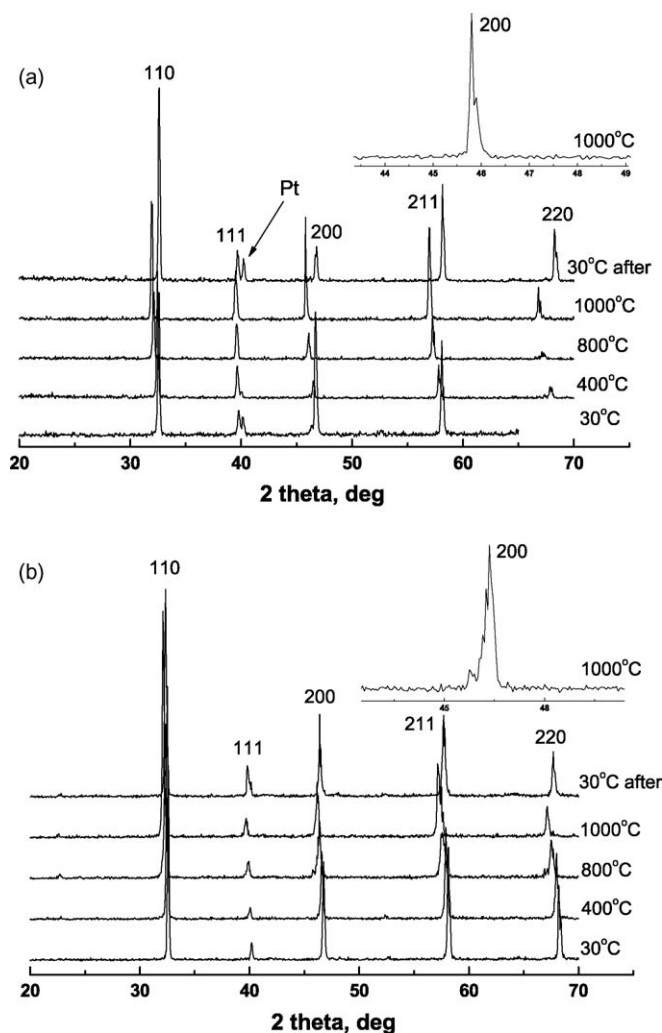 (a)
110
200
1000°C
44 45 46 47 48 49
Pt
111
200
211
220
30°C after
1000°C
800°C
400°C
30°C
20 30 40 50 60 70
2 theta, deg
(b)
110
200
1000°C
45 48
200
111
211
220
30°C after
1000°C
800°C
400°C
30°C
20 30 40 50 60 70
2 theta, deg